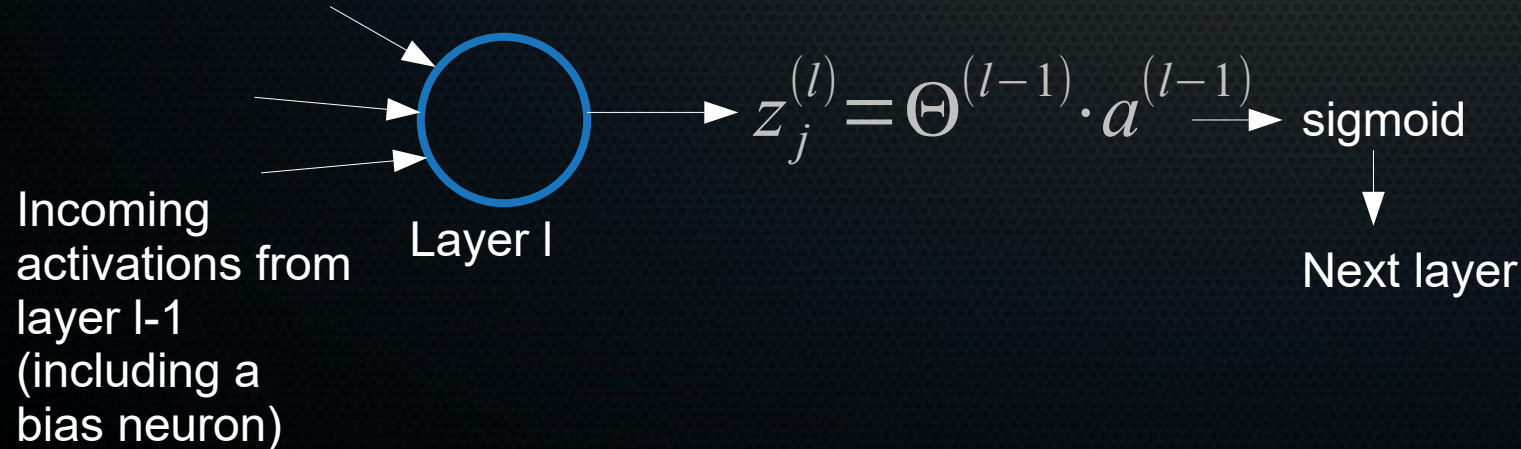 z_j^{(l)} = Θ^{(l−1)} · a^{(l−1)}
sigmoid
Incoming
activations from
layer l-1
(including a
bias neuron)
Layer l
Next layer